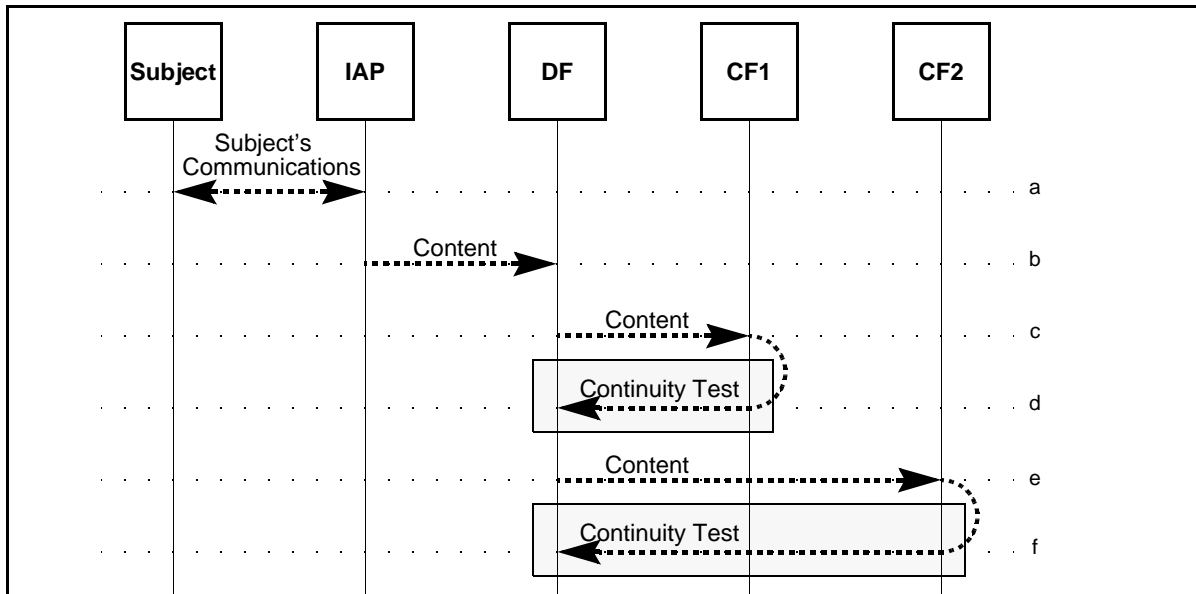 Subject IAP DF CF1 CF2
Subject's
Communications
a
Content
b
Content
c
Continuity Test
d
Content
e
Continuity Test
f